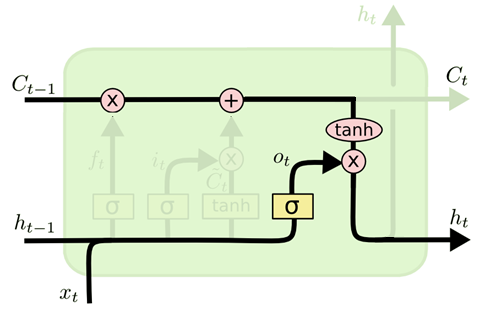 h_t
C_{t-1}
C_t
x
+
tanh
f_t
i_t
x
o_t
x
C̃_t
σ
σ
tanh
σ
h_{t-1}
h_t
x_t